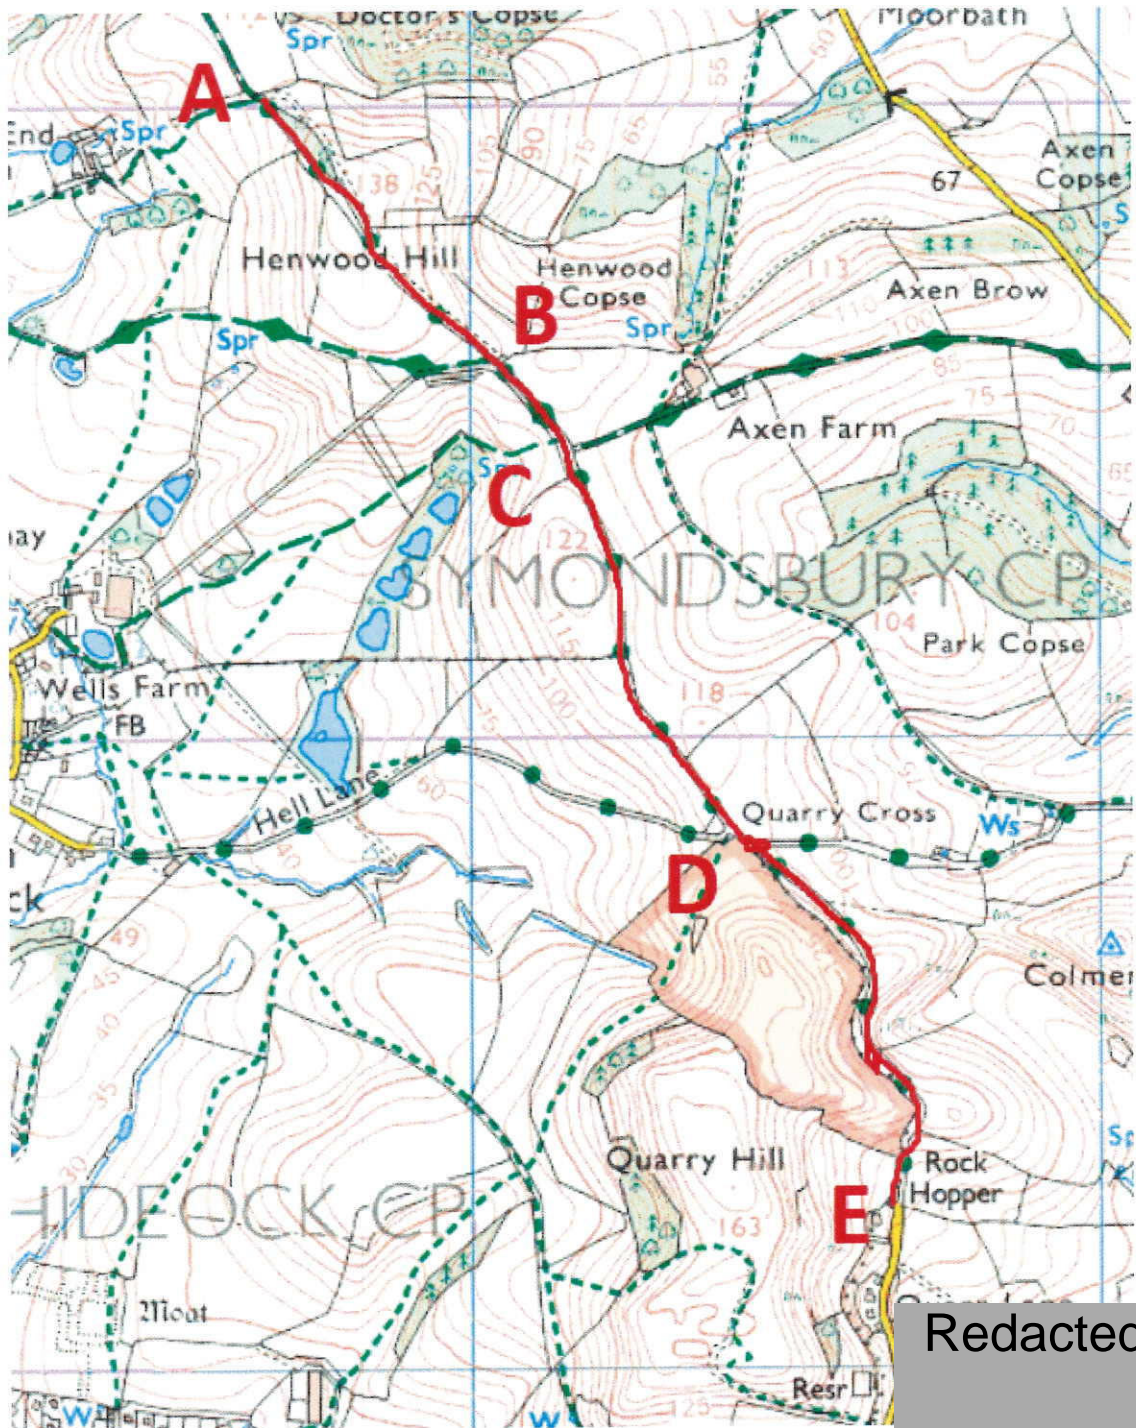 Doctor's Copse
Moorbath
Spr
55
60
A
End
Spr
65
90
75
105
125
138
Axen
Copse
67
Henwood Hill
Henwood
Copse
113
Axen Brow
B
Spr
Spr
100
85
75
70
Axen Farm
C
122
SYMONDSBURY CP
115
104
Park Copse
118
100
Wells Farm
FB
75
Hell Lane
60
Quarry Cross
Ws
40
D
49
45
40
Colmer
35
30
Quarry Hill
Rock
Hopper
E
HIDEOCK CP
163
Moat
Redacted
Resr
125
W
W